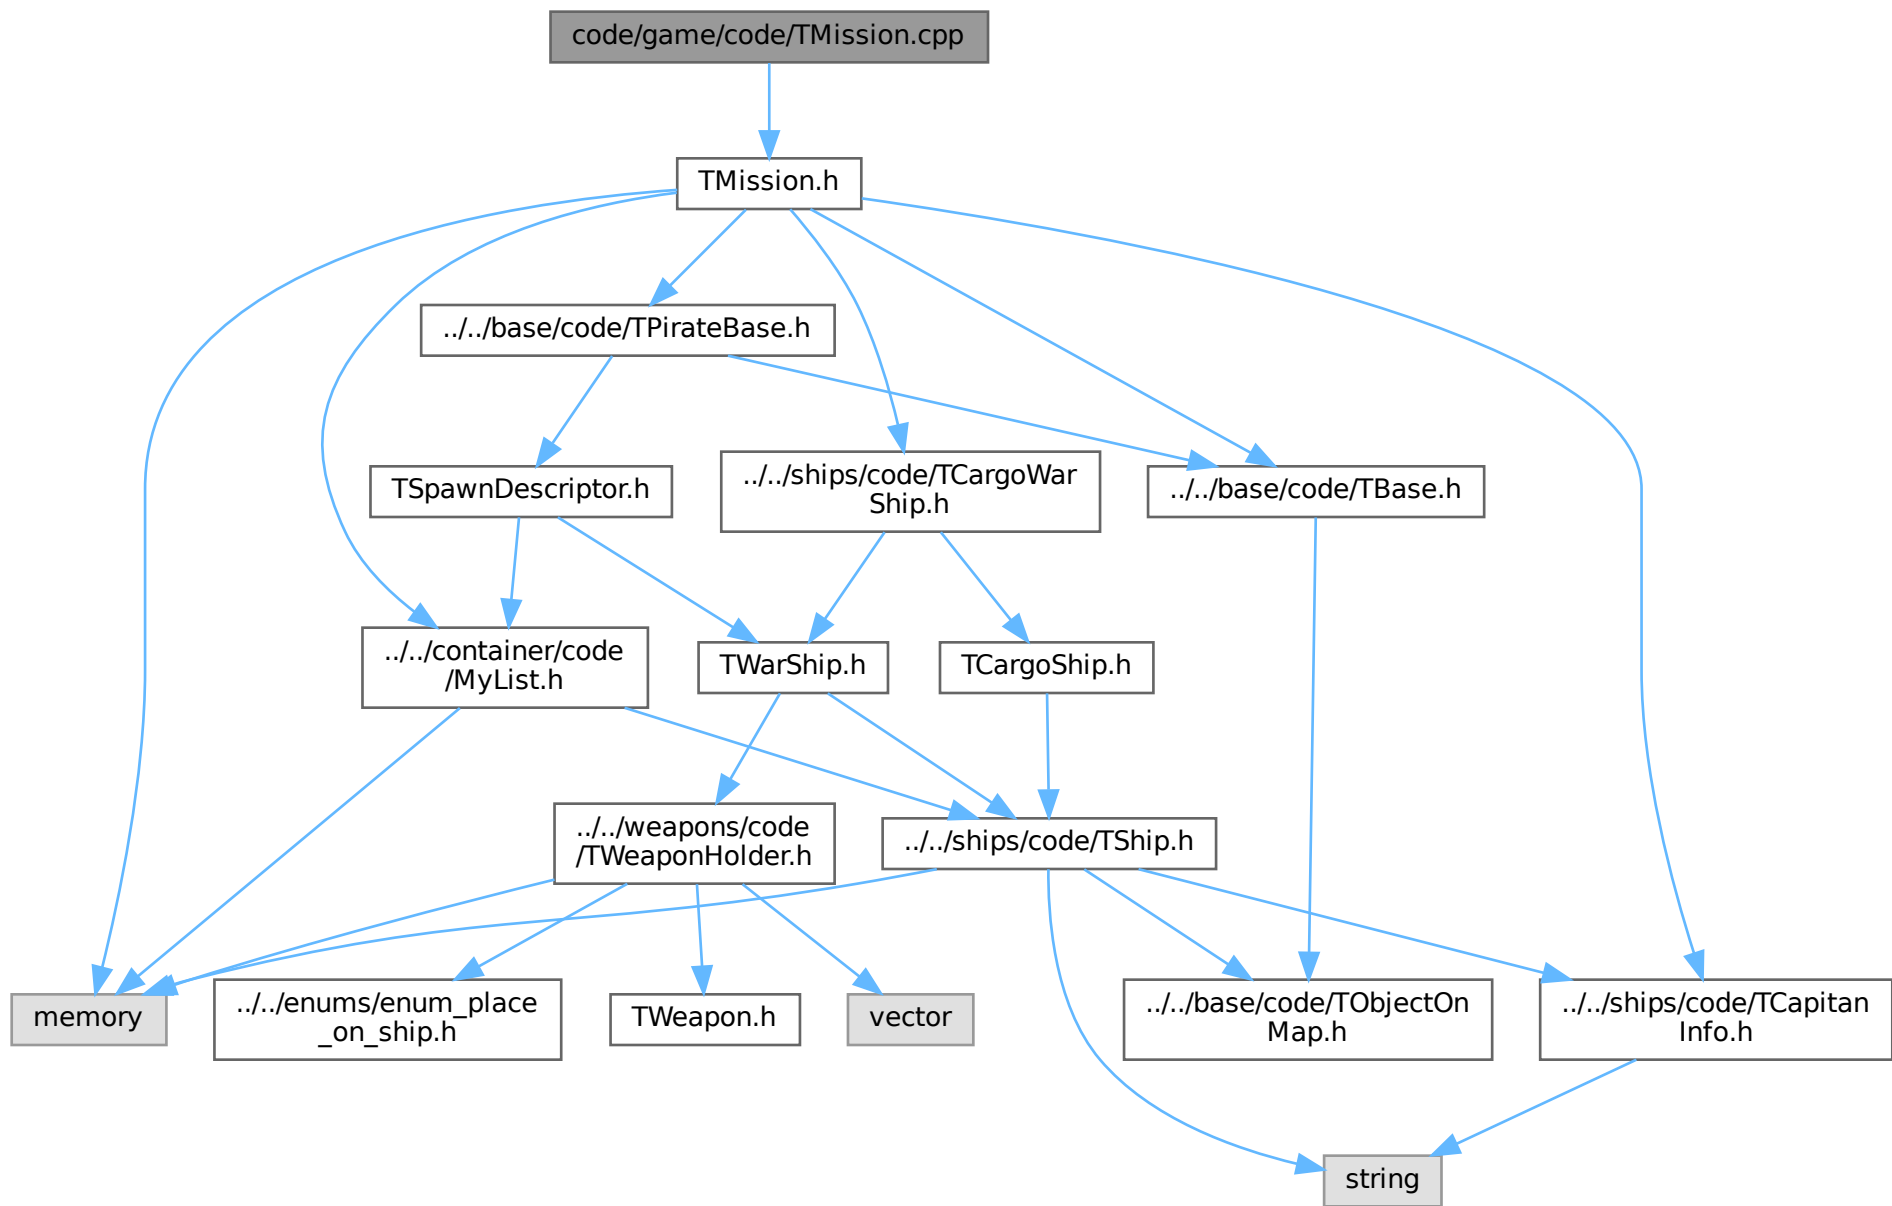 code/game/code/TMission.cpp
TMission.h
../../base/code/TPirateBase.h
TSpawnDescriptor.h
../../ships/code/TCargoWar
Ship.h
../../base/code/TBase.h
../../container/code
/MyList.h
TWarShip.h
TCargoShip.h
../../weapons/code
/TWeaponHolder.h
../../ships/code/TShip.h
memory
../../enums/enum_place
_on_ship.h
TWeapon.h
vector
../../base/code/TObjectOn
Map.h
../../ships/code/TCapitan
Info.h
string